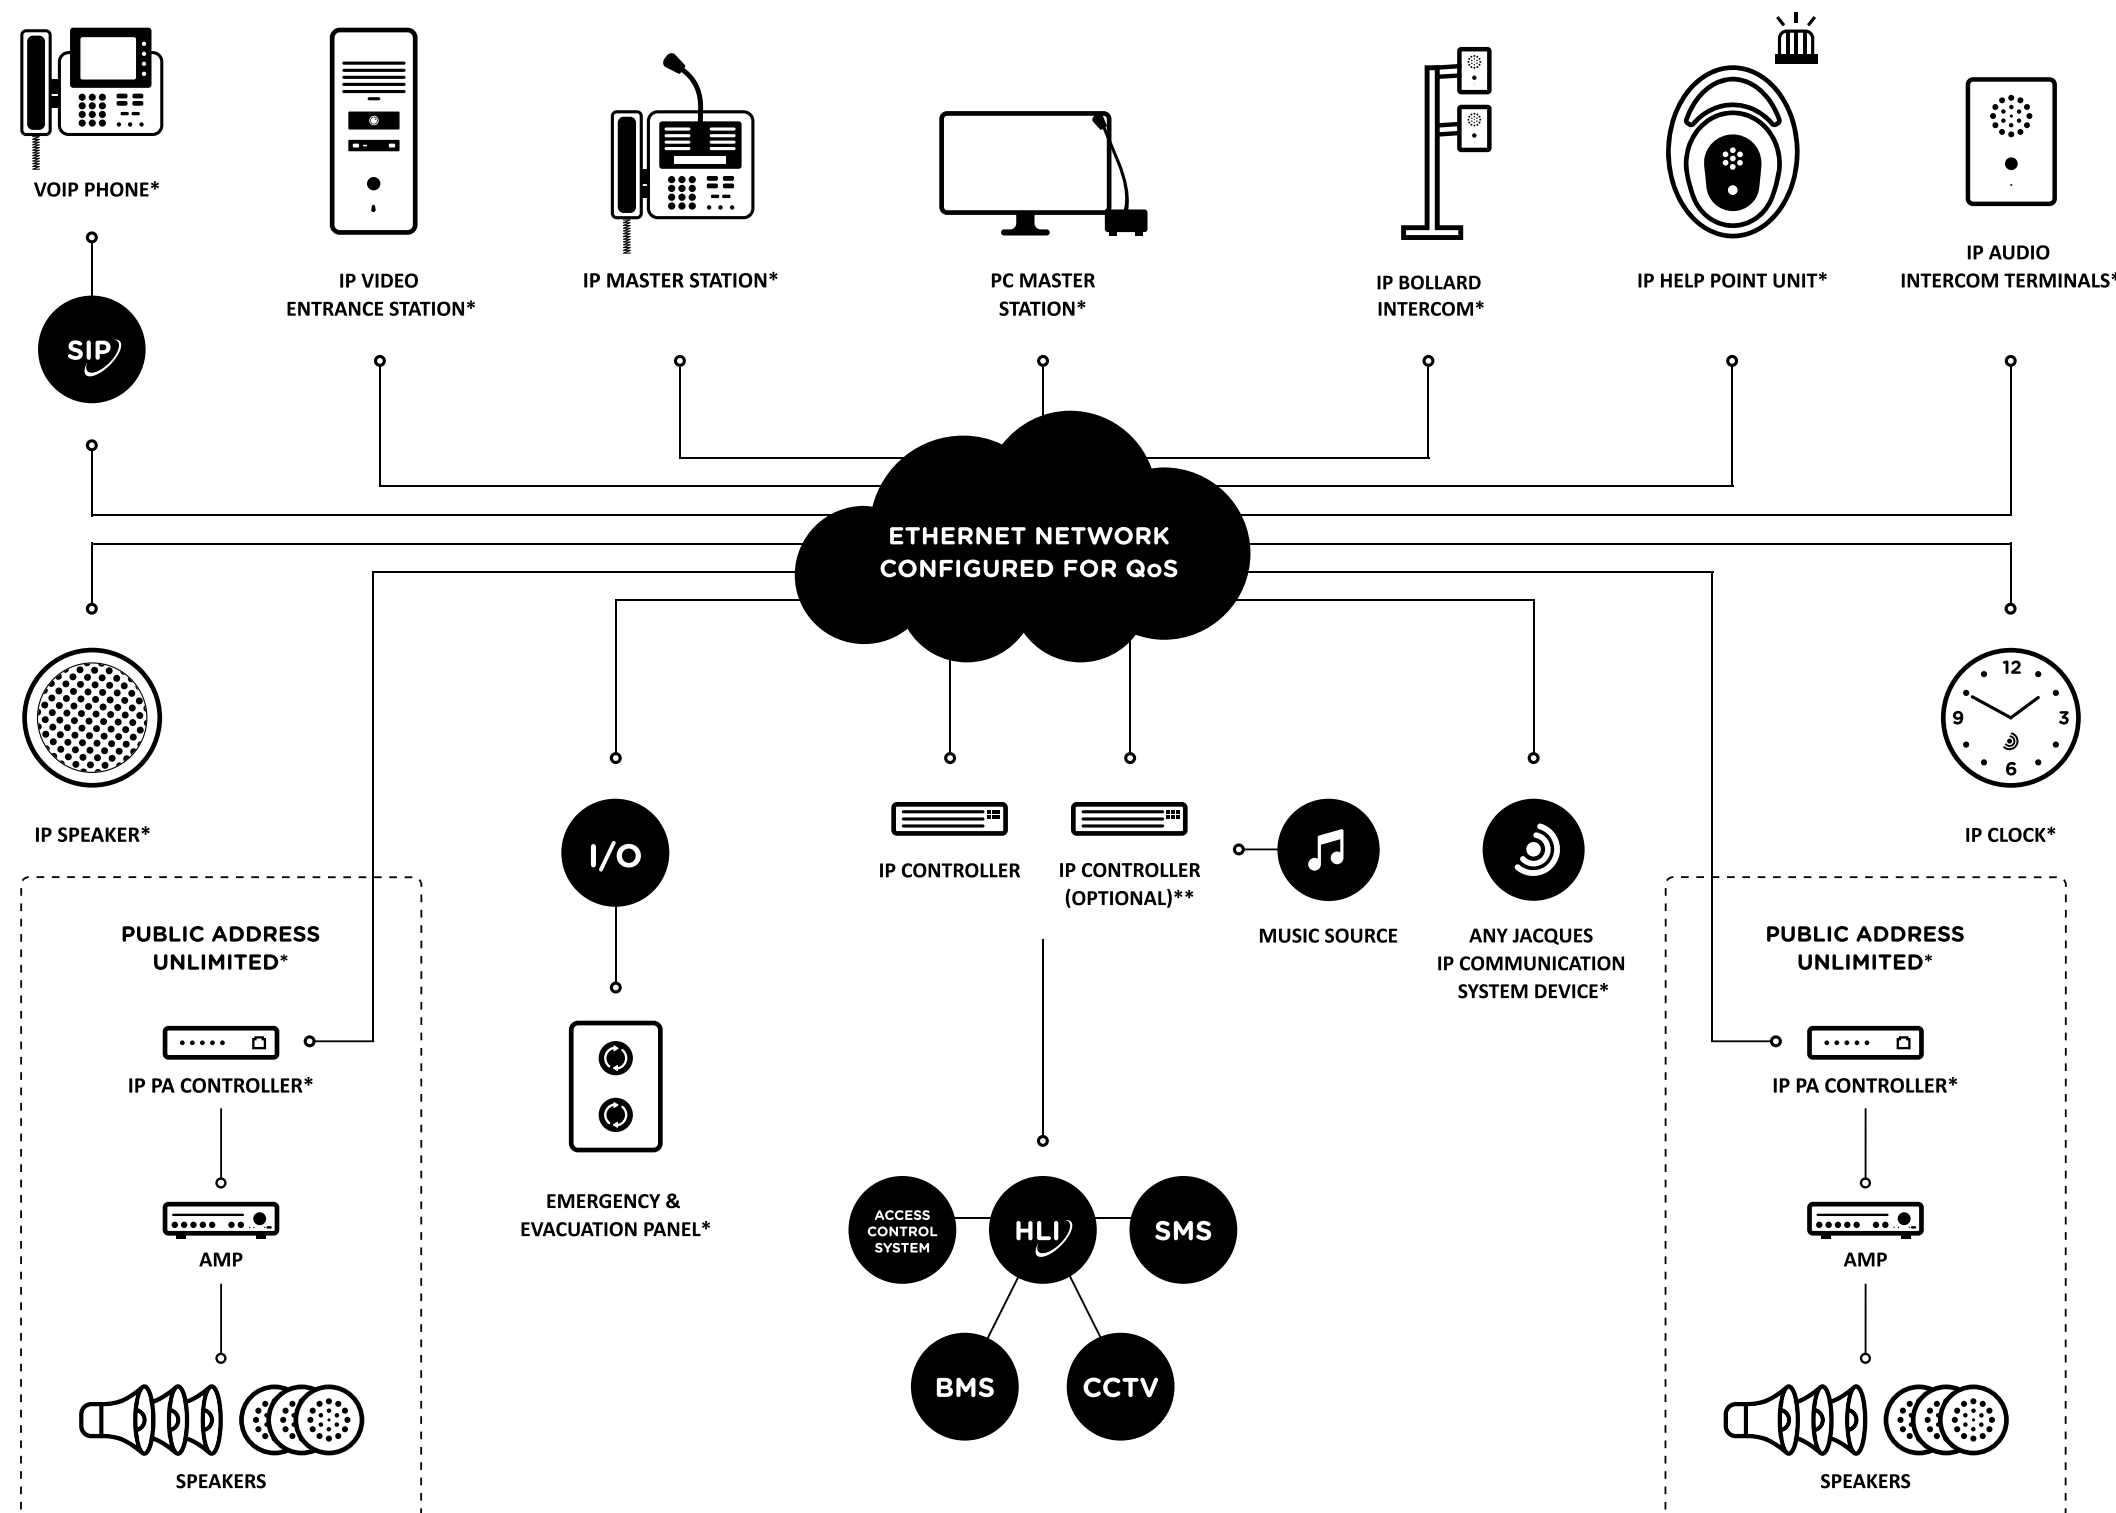 VOIP PHONE*
IP VIDEO
ENTRANCE STATION*
IP MASTER STATION*
PC MASTER
STATION*
IP BOLLARD
INTERCOM*
IP HELP POINT UNIT*
IP AUDIO
INTERCOM TERMINALS*
SIP
ETHERNET NETWORK
CONFIGURED FOR QoS
IP SPEAKER*
I/O
IP CONTROLLER
IP CONTROLLER
(OPTIONAL)**
MUSIC SOURCE
ANY JACQUES
IP COMMUNICATION
SYSTEM DEVICE*
12
9
3
6
IP CLOCK*
PUBLIC ADDRESS
UNLIMITED*
IP PA CONTROLLER*
AMP
SPEAKERS
EMERGENCY &
EVACUATION PANEL*
ACCESS
CONTROL
SYSTEM
HLI
SMS
BMS
CCTV
PUBLIC ADDRESS
UNLIMITED*
IP PA CONTROLLER*
AMP
SPEAKERS